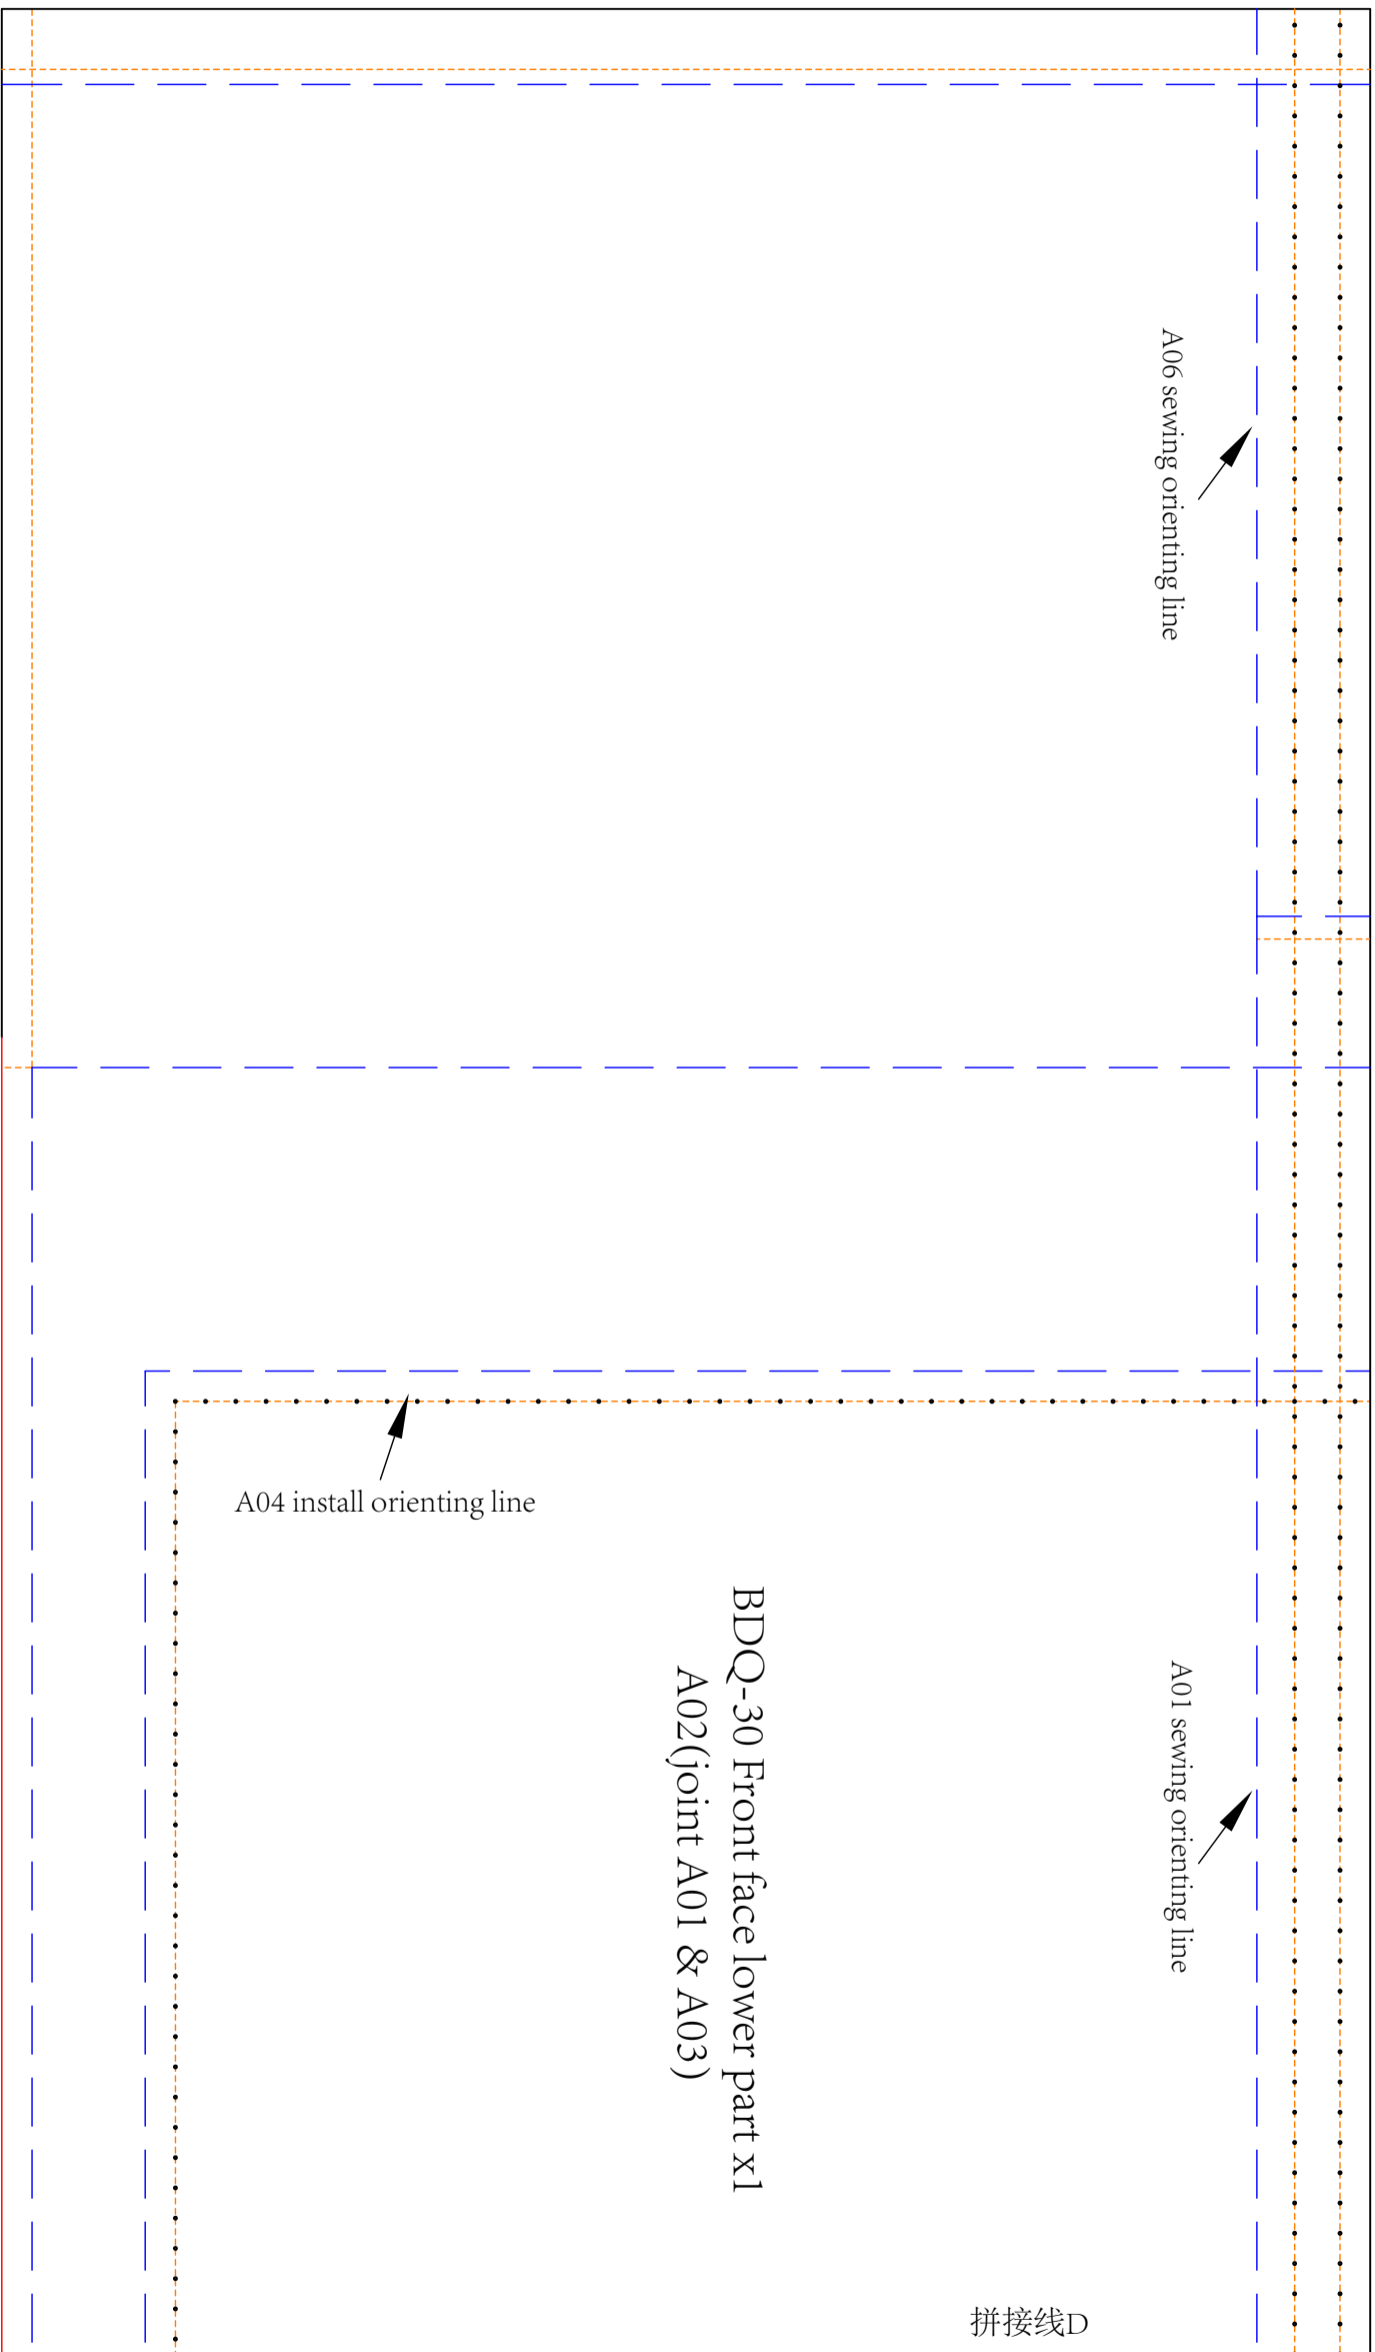 A06 sewing orienting line
A04 install orienting line
BDQ-30 Front face lower part x1
A02(joint A01 & A03)
A01 sewing orienting line
拼接线D